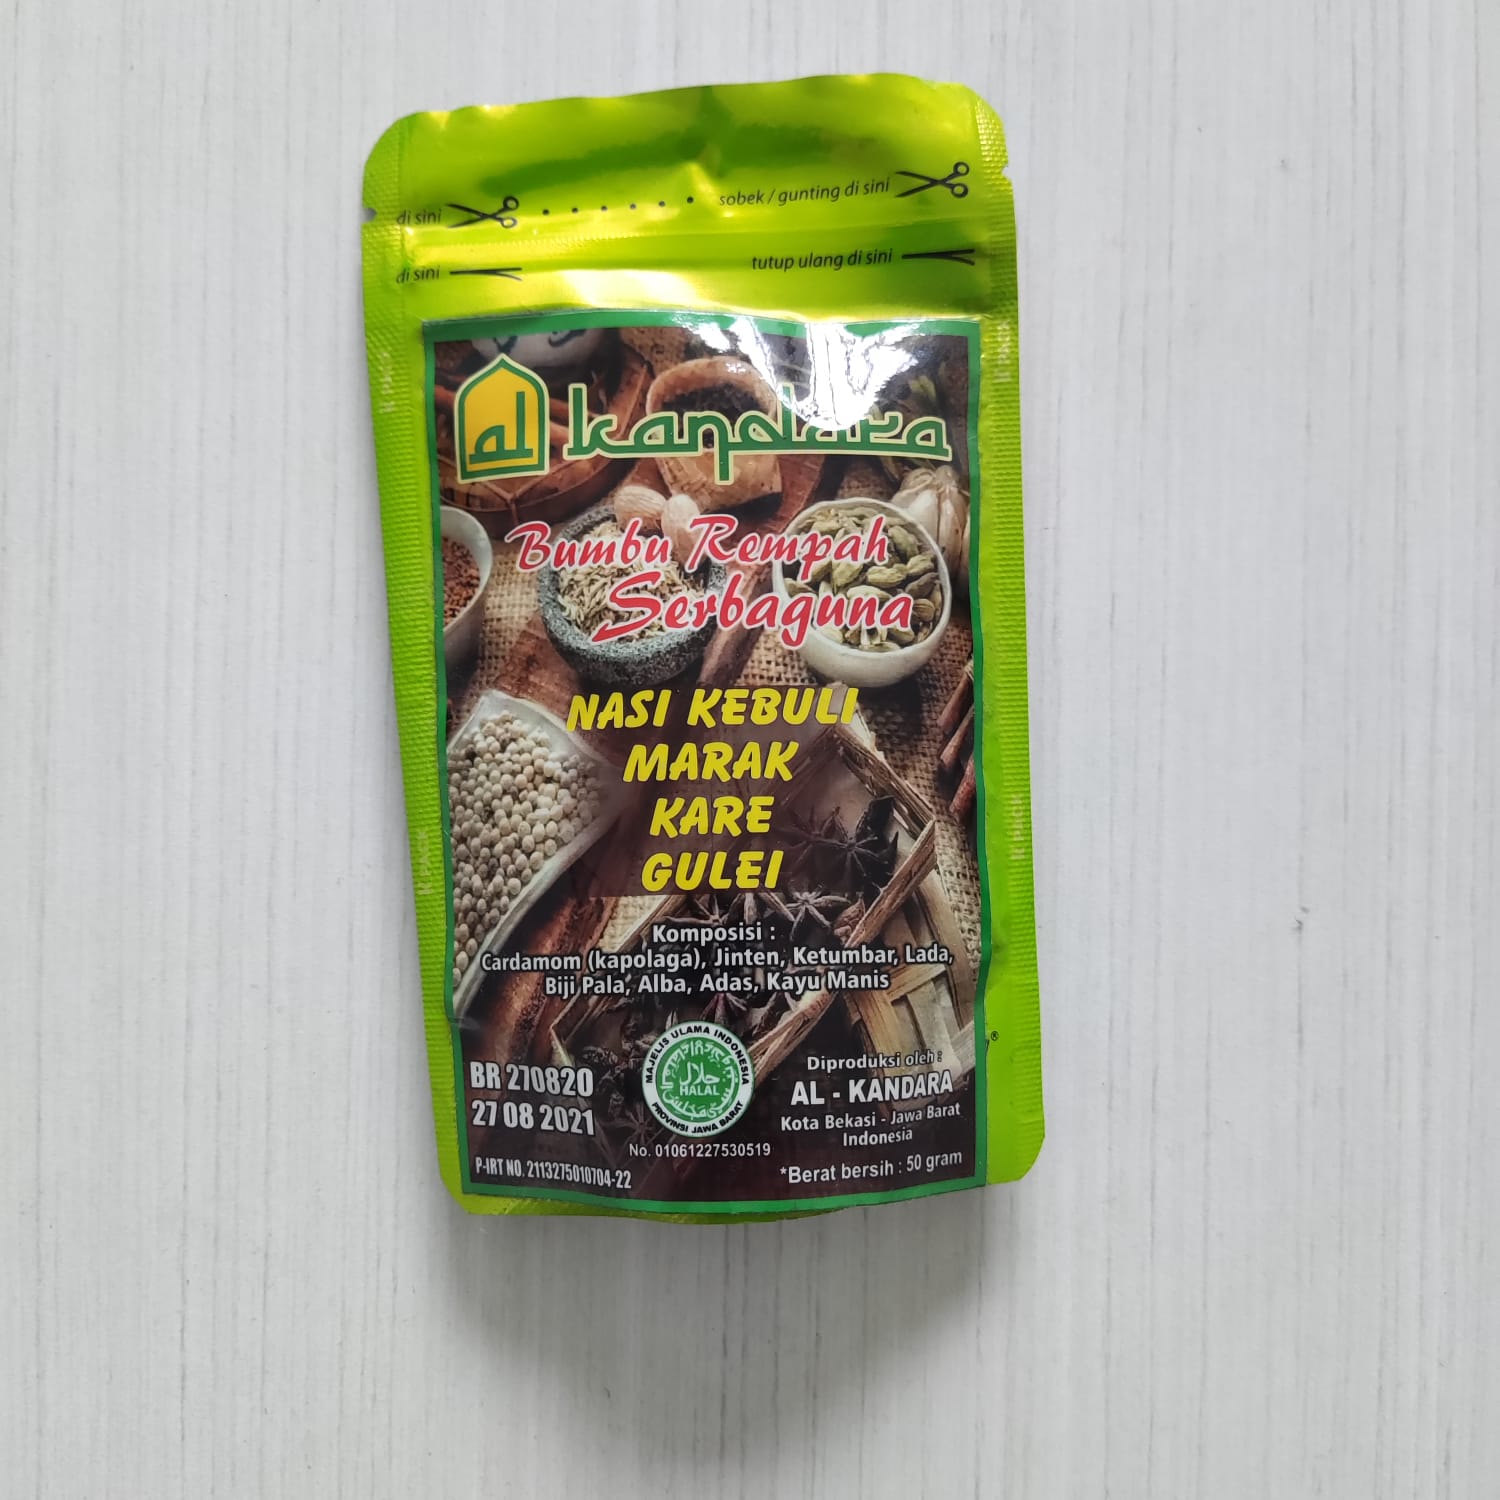 di sini
sobek / gunting di sini
di sini
tutup ulang di sini
al kandara
Bumbu Rempah
Serbaguna
NASI KEBULI
MARAK
KARE
GULEI
Komposisi :
Cardamom (kapolaga), Jinten, Ketumbar, Lada,
Biji Pala, Alba, Adas, Kayu Manis
BR 270820
27 08 2021
P-IRT NO. 2113275010704-22
MAJELIS ULAMA INDONESIA
حلال
HALAL
PROVINSI JAWA BARAT
No. 01061227530519
Diproduksi oleh :
AL - KANDARA
Kota Bekasi - Jawa Barat
Indonesia
*Berat bersih : 50 gram